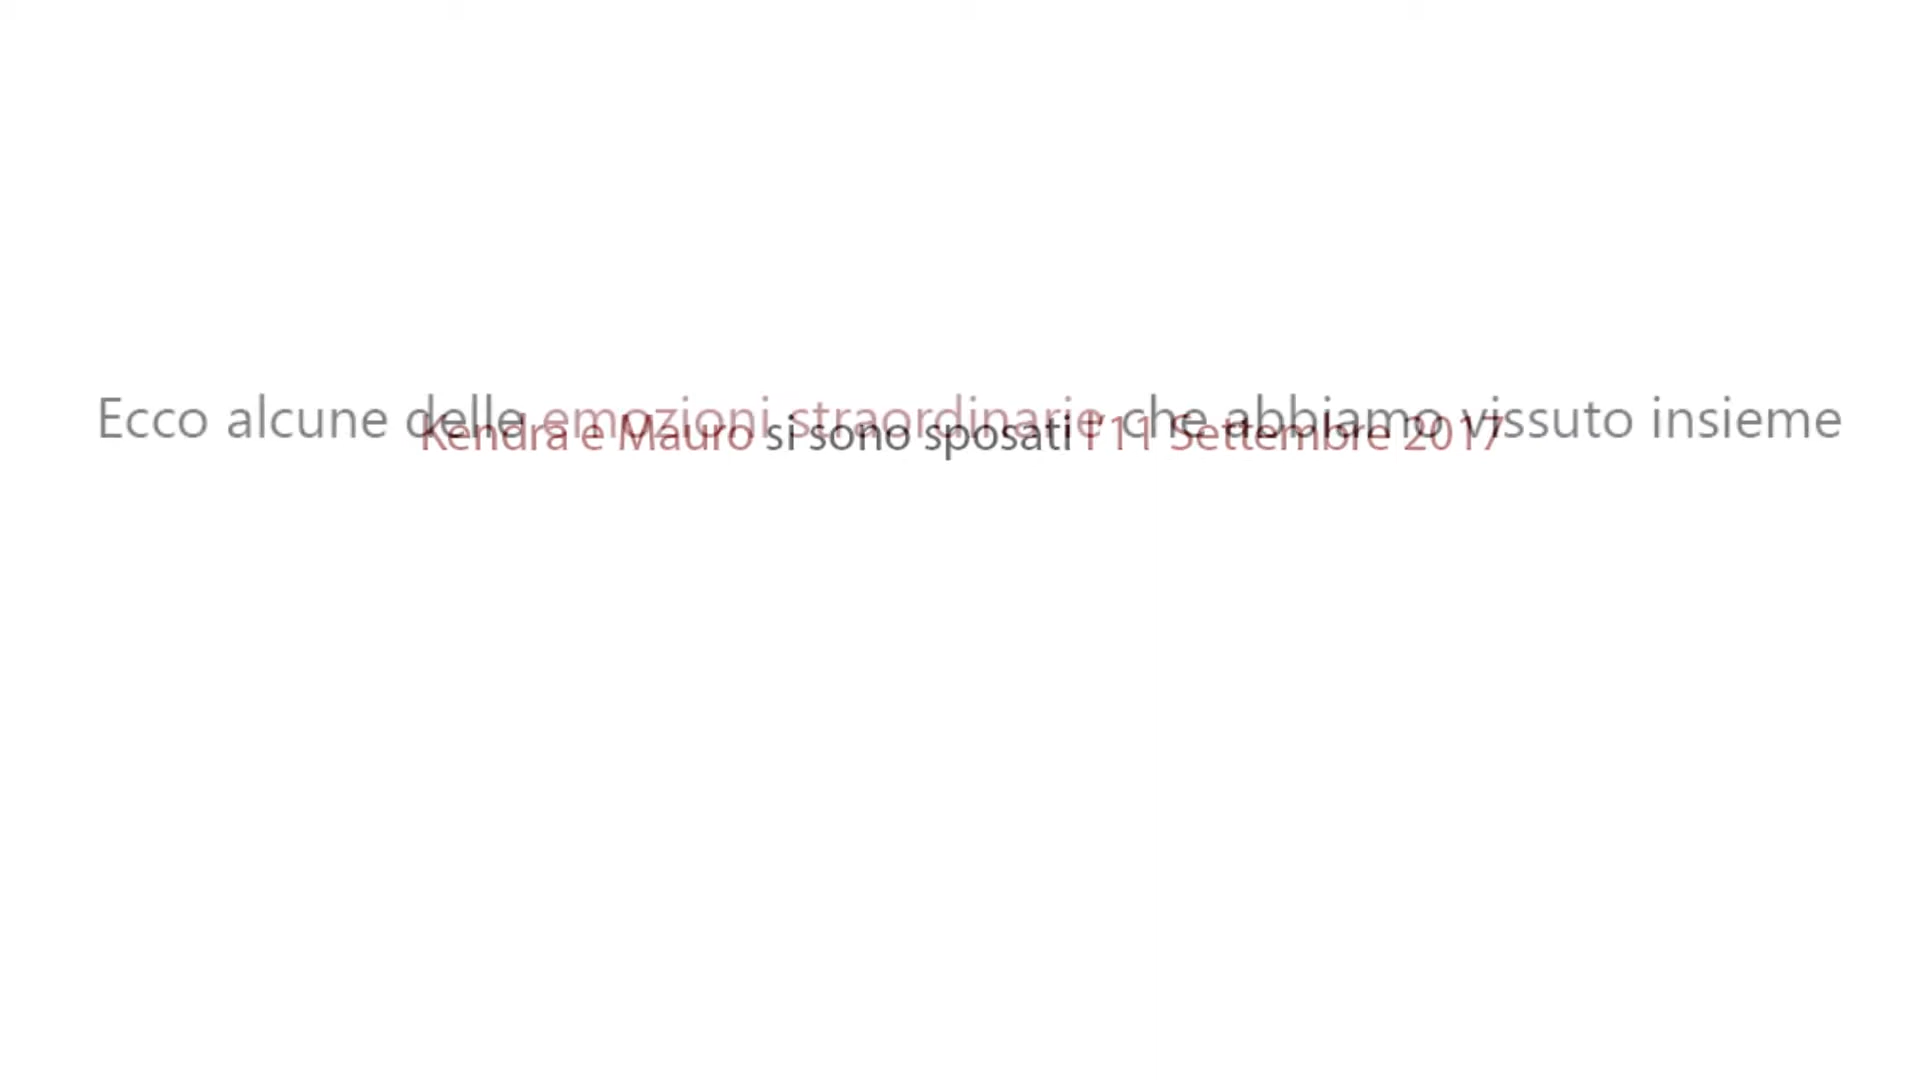 Ecco alcune delle emozioni straordinarie che abbiamo vissuto insieme
Kendra e Mauro si sono sposati l'11 Settembre 2017